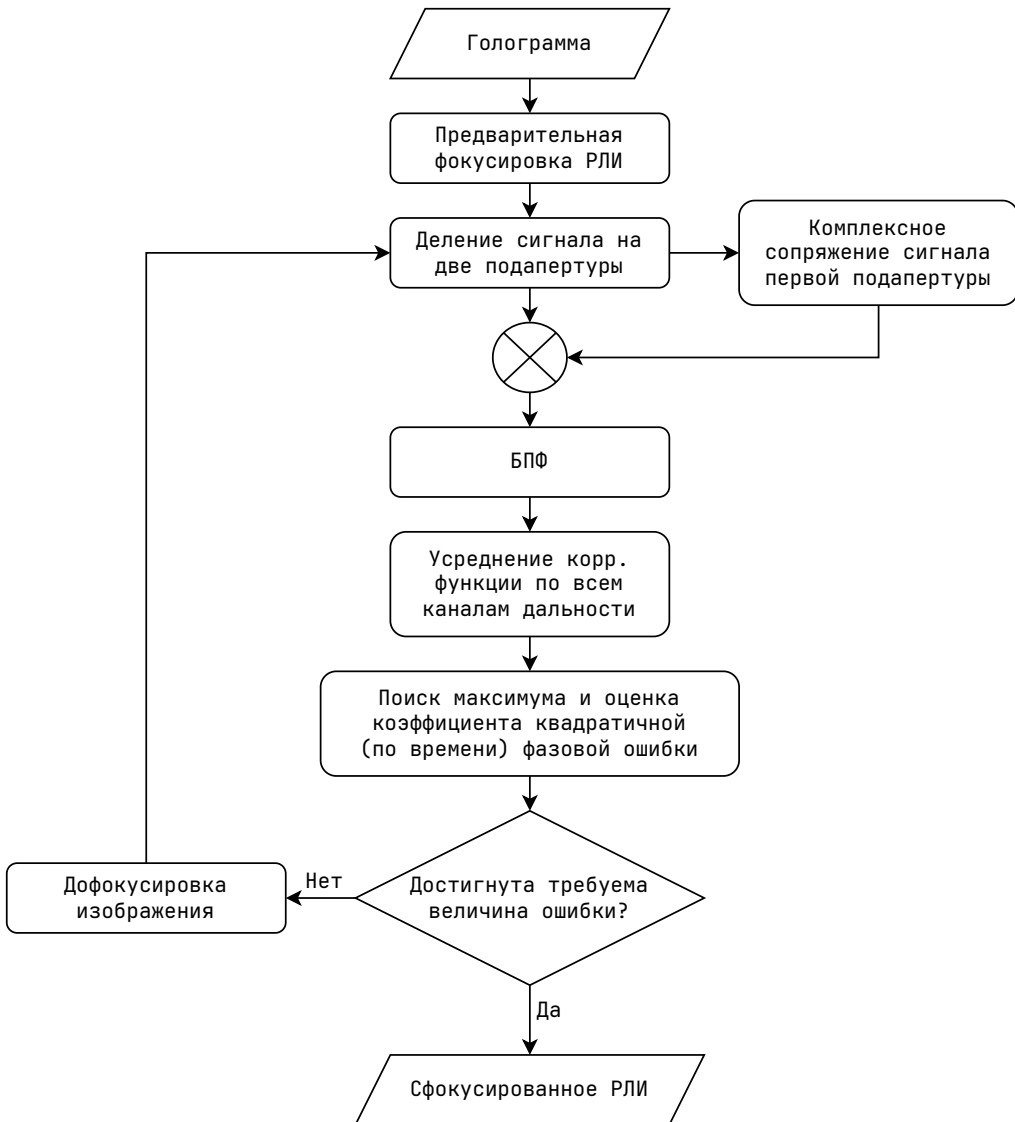 Голограмма
Предварительная
фокусировка РЛИ
Деление сигнала на
две подапертуры
Комплексное
сопряжение сигнала
первой подапертуры
БПФ
Усреднение корр.
функции по всем
каналам дальности
Поиск максимума и оценка
коэффициента квадратичной
(по времени) фазовой ошибки
Достигнута требуема
величина ошибки?
Нет
Дофокусировка
изображения
Да
Сфокусированное РЛИ